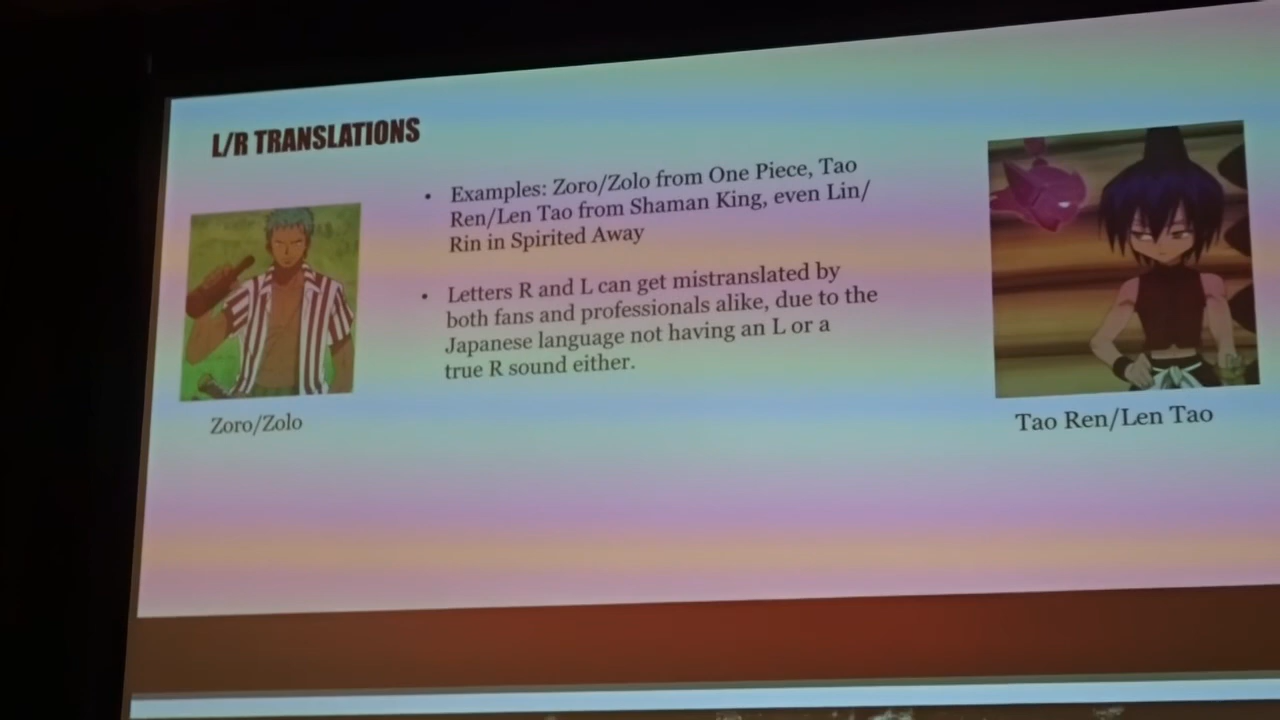 L/R TRANSLATIONS
• Examples: Zoro/Zolo from One Piece, Tao
Ren/Len Tao from Shaman King, even Lin/
Rin in Spirited Away
• Letters R and L can get mistranslated by
both fans and professionals alike, due to the
Japanese language not having an L or a
true R sound either.
Zoro/Zolo
Tao Ren/Len Tao